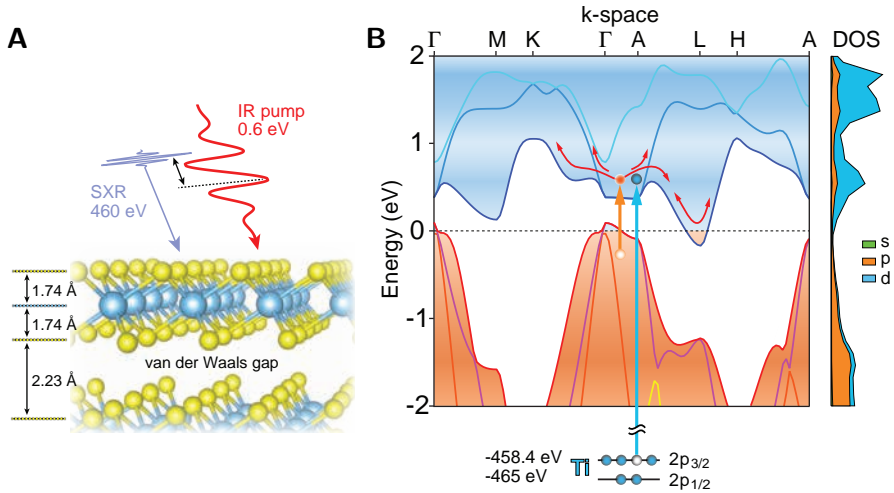 A
IR pump
0.6 eV
SXR
460 eV
1.74 Å
1.74 Å
van der Waals gap
2.23 Å
B
k-space
Γ M K Γ A L H A DOS
2
1
0
-1
-2
Energy (eV)
s
p
d
-458.4 eV Ti 2p3/2
-465 eV 2p1/2